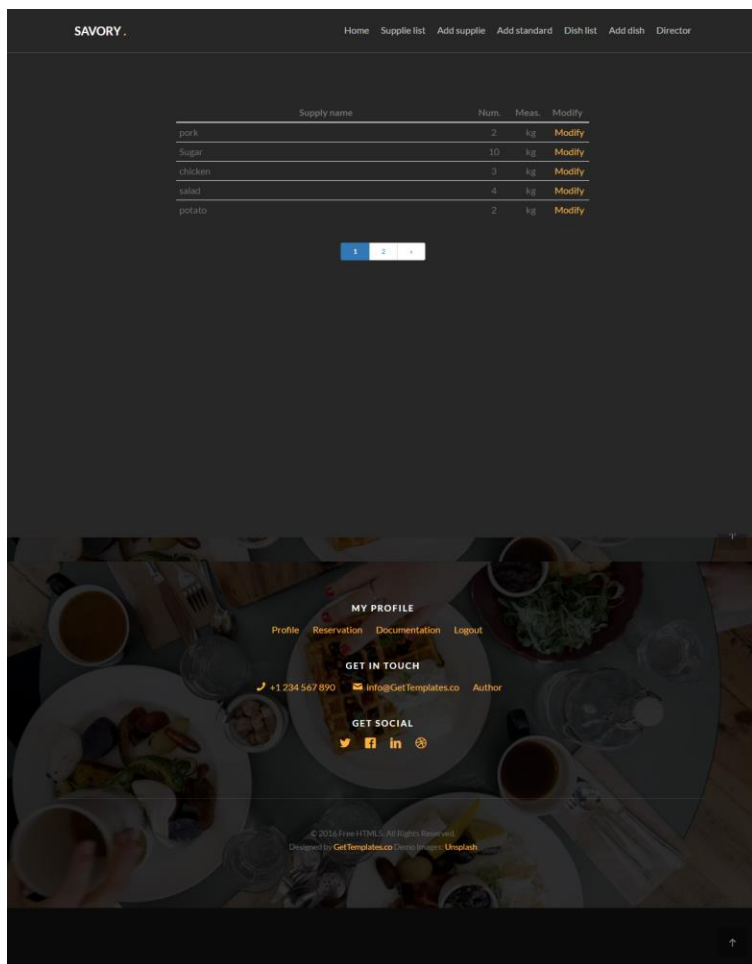 SAVORY.
Home Supplie list Add supplie Add standard Dish list Add dish Director
Supply name Num. Meas. Modify
pork 2 kg Modify
Sugar 10 kg Modify
chicken 3 kg Modify
salad 4 kg Modify
potato 2 kg Modify
1 2 »
MY PROFILE
Profile Reservation Documentation Logout
GET IN TOUCH
+1 234 567 890 info@GetTemplates.co Author
GET SOCIAL
© 2016 Free HTML5. All Rights Reserved.
Designed by GetTemplates.co Demo Images: Unsplash